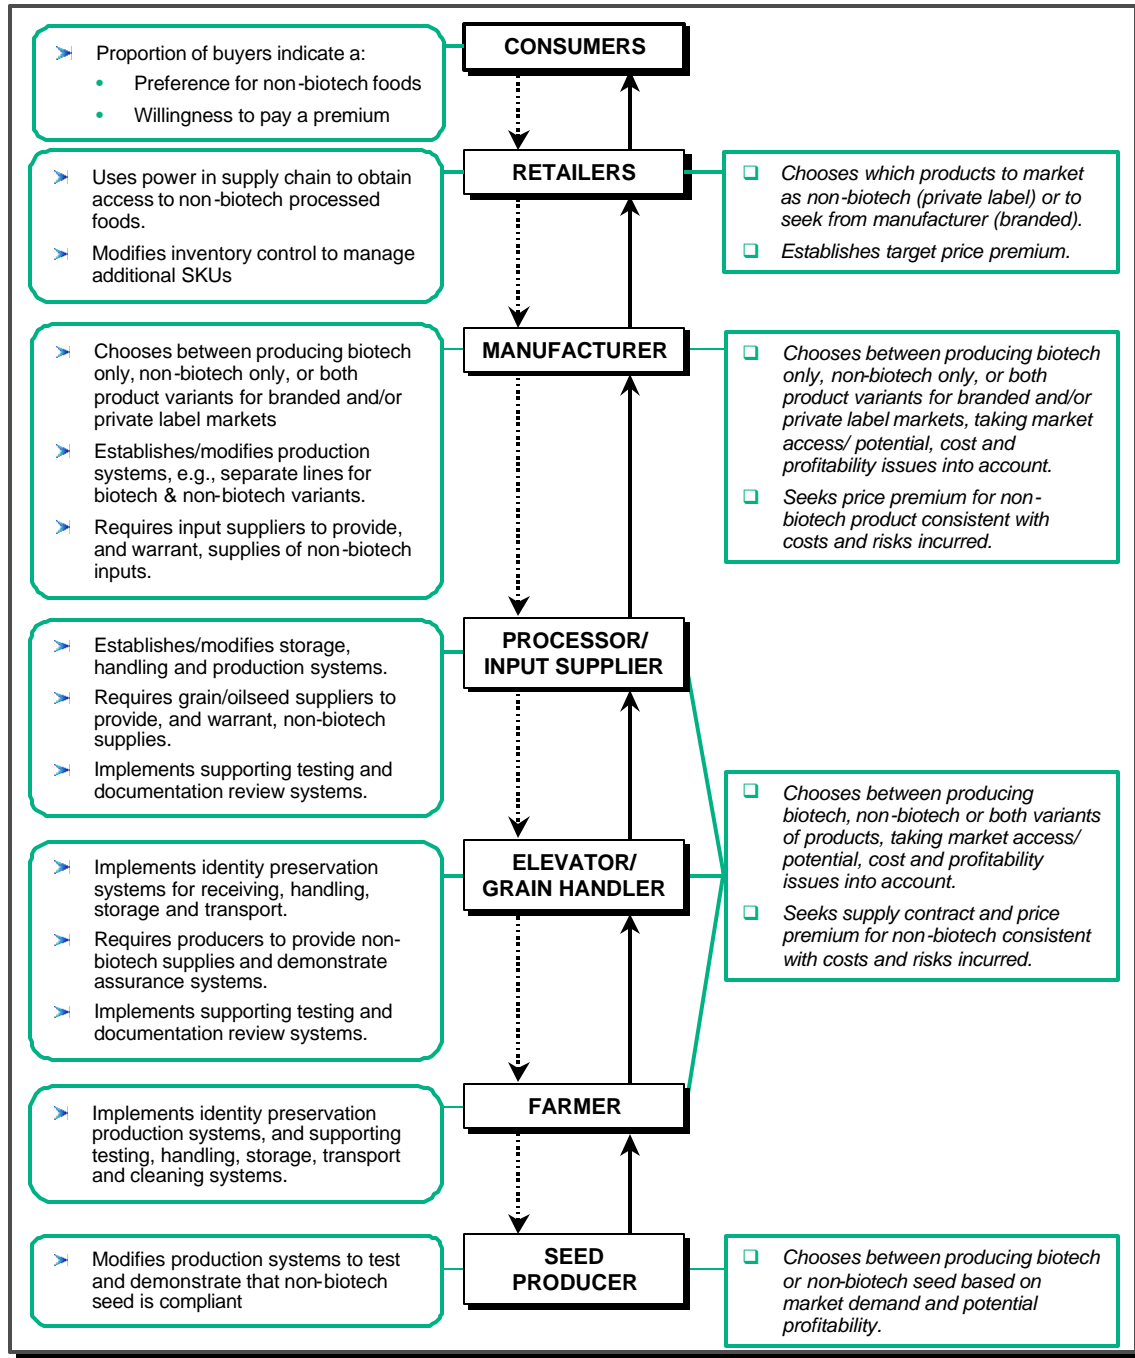 CONSUMERS
Proportion of buyers indicate a:
• Preference for non-biotech foods
• Willingness to pay a premium
RETAILERS
Uses power in supply chain to obtain
access to non-biotech processed
foods.
Modifies inventory control to manage
additional SKUs
Chooses which products to market
as non-biotech (private label) or to
seek from manufacturer (branded).
Establishes target price premium.
MANUFACTURER
Chooses between producing biotech
only, non-biotech only, or both
product variants for branded and/or
private label markets
Establishes/modifies production
systems, e.g., separate lines for
biotech & non-biotech variants.
Requires input suppliers to provide,
and warrant, supplies of non-biotech
inputs.
Chooses between producing biotech
only, non-biotech only, or both
product variants for branded and/or
private label markets, taking market
access/ potential, cost and
profitability issues into account.
Seeks price premium for non-
biotech product consistent with
costs and risks incurred.
PROCESSOR/
INPUT SUPPLIER
Establishes/modifies storage,
handling and production systems.
Requires grain/oilseed suppliers to
provide, and warrant, non-biotech
supplies.
Implements supporting testing and
documentation review systems.
ELEVATOR/
GRAIN HANDLER
Implements identity preservation
systems for receiving, handling,
storage and transport.
Requires producers to provide non-
biotech supplies and demonstrate
assurance systems.
Implements supporting testing and
documentation review systems.
Chooses between producing
biotech, non-biotech or both variants
of products, taking market access/
potential, cost and profitability
issues into account.
Seeks supply contract and price
premium for non-biotech consistent
with costs and risks incurred.
FARMER
Implements identity preservation
production systems, and supporting
testing, handling, storage, transport
and cleaning systems.
SEED
PRODUCER
Modifies production systems to test
and demonstrate that non-biotech
seed is compliant
Chooses between producing biotech
or non-biotech seed based on
market demand and potential
profitability.